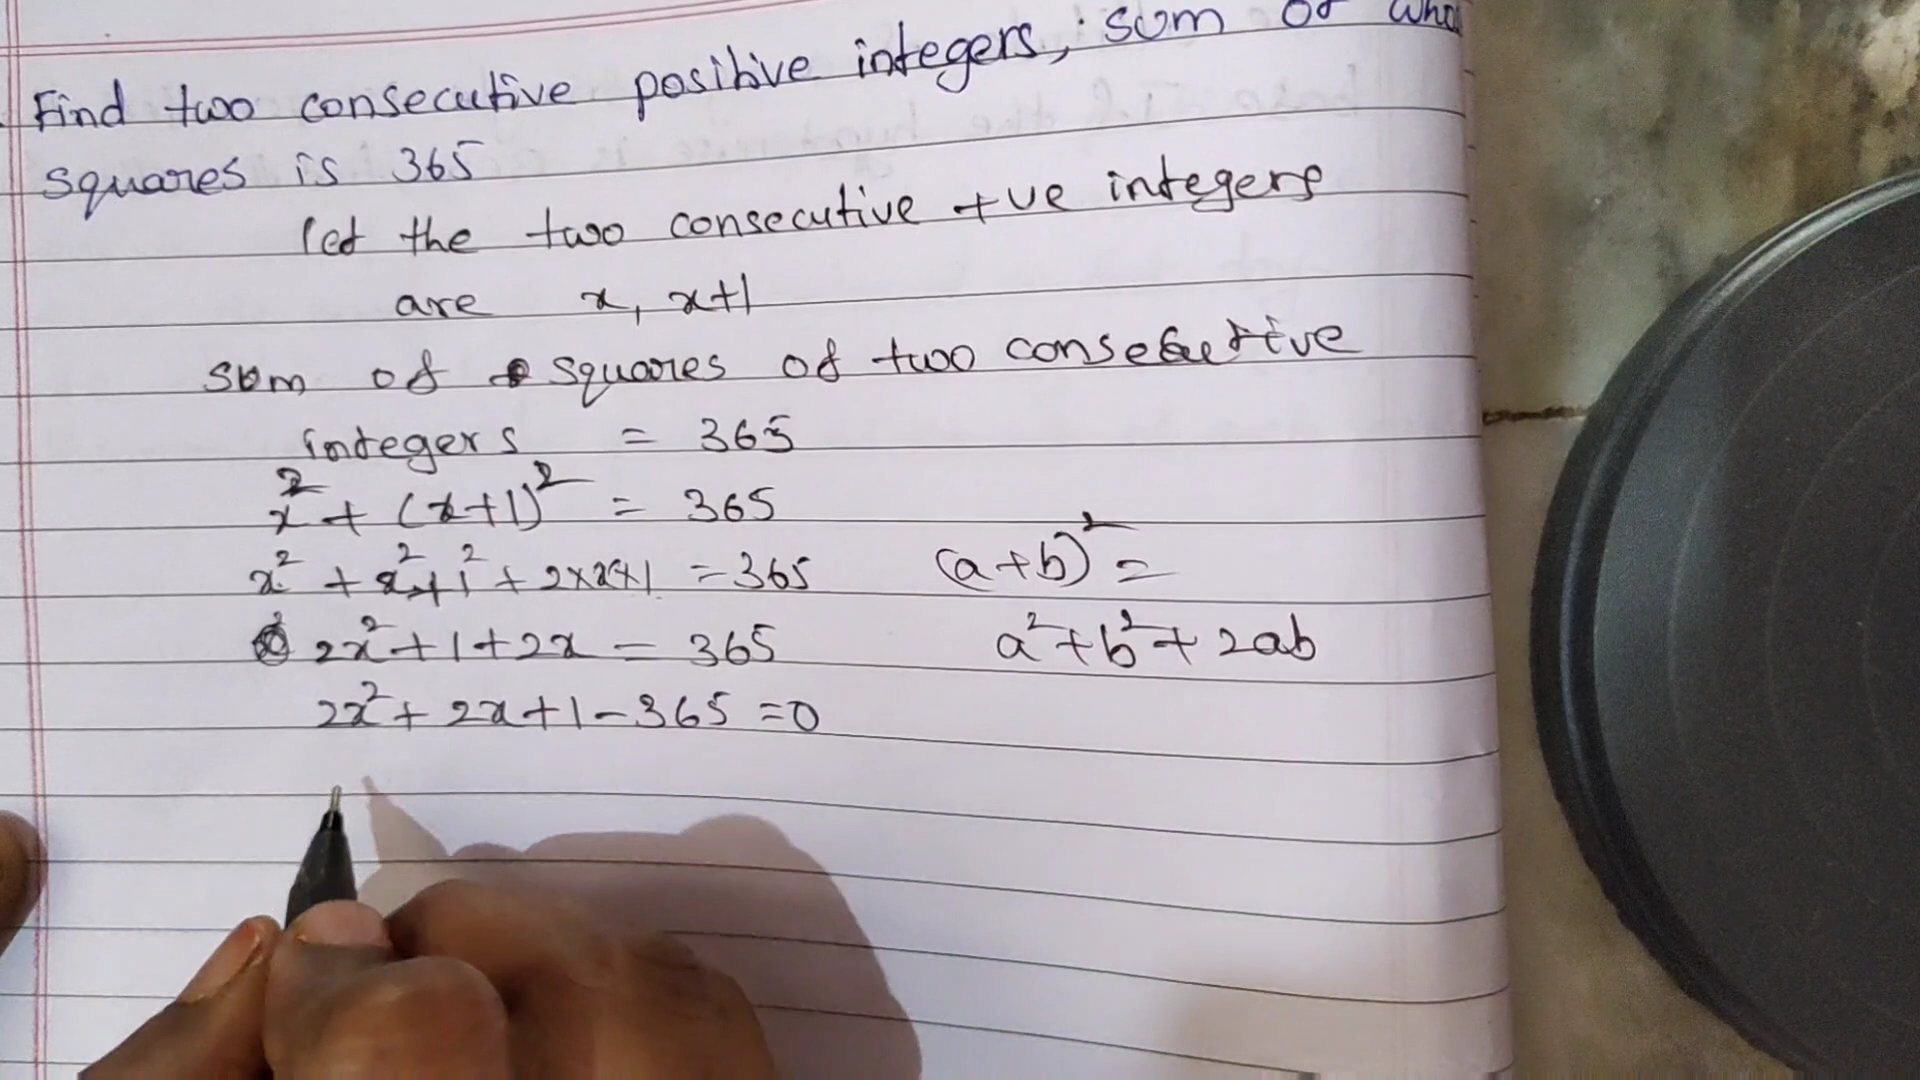 Find two consecutive positive integers, sum of who
squares is 365
let the two consecutive +ve integers
are x, x+1
sum of squares of two consecutive
integers = 365
x² + (x+1)² = 365
x² + x²+1² + 2×x×1 = 365
(a+b)² =
2x²+1+2x = 365
a²+b²+2ab
2x²+2x+1-365=0